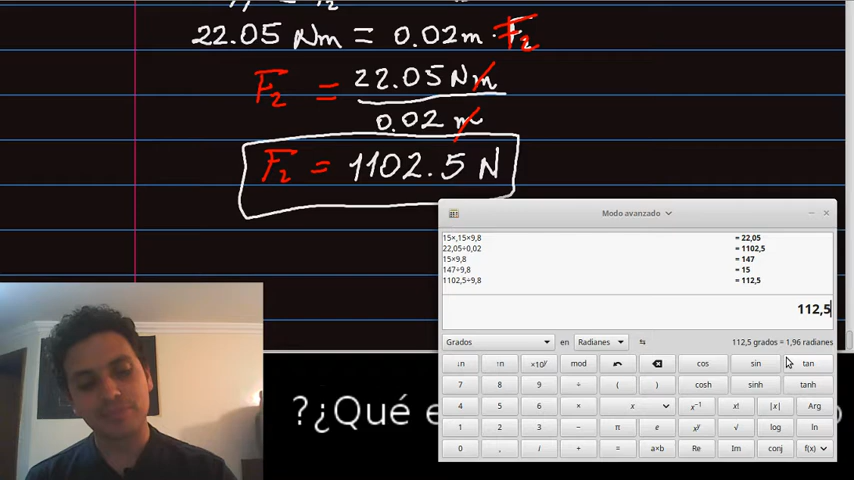 22.05 Nm = 0.02m · F₂
F₂ = 22.05 Nm
0.02 m
F₂ = 1102.5 N
Modo avanzado
15×,15×9,8 = 22,05
22,05÷0,02 = 1102,5
15×9,8 = 147
147÷9,8 = 15
1102,5÷9,8 = 112,5
112,5
Grados en Radianes 112,5 grados = 1,96 radianes
↓n ↑n ×10ʸ mod cos sin tan
7 8 9 ÷ ( ) cosh sinh tanh
4 5 6 × x x⁻¹ x! |x| Arg
1 2 3 − π e xʸ √ log ln
0 , / + = a×b Re Im conj f(x)
?¿Qué e